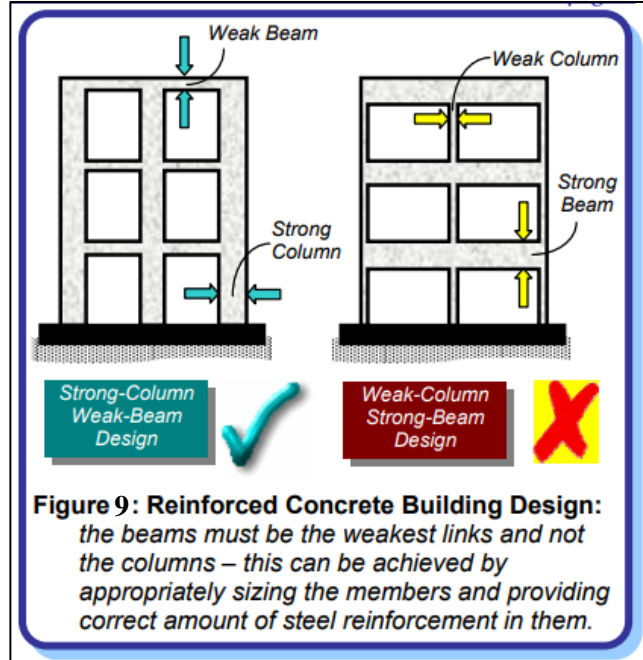 Weak Beam
Weak Column
Strong
Beam
Strong
Column
Strong-Column
Weak-Beam
Design
Weak-Column
Strong-Beam
Design
Figure 9: Reinforced Concrete Building Design:
the beams must be the weakest links and not
the columns – this can be achieved by
appropriately sizing the members and providing
correct amount of steel reinforcement in them.